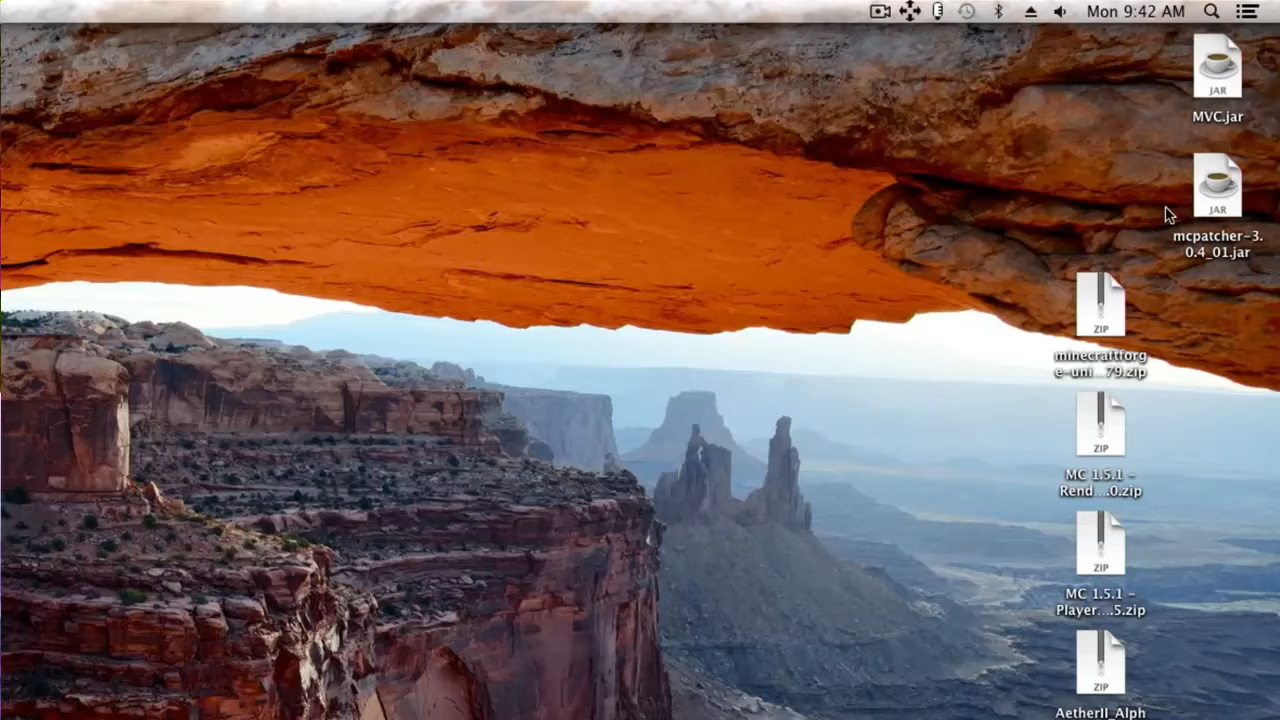 Mon 9:42 AM
JAR
MVC.jar
JAR
mcpatcher-3.
0.4_01.jar
ZIP
minecraftforg
e-uni...79.zip
ZIP
MC 1.5.1 -
Rend....0.zip
ZIP
MC 1.5.1 -
Player....5.zip
ZIP
AetherII_Alph